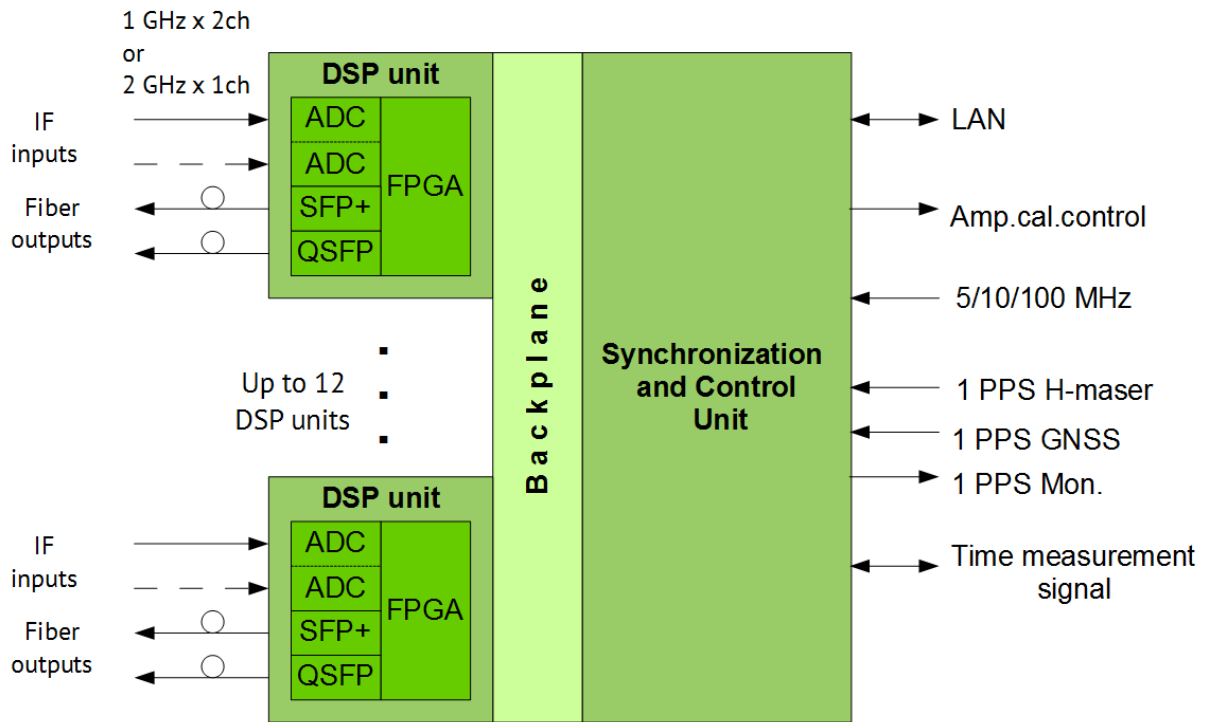 1 GHz x 2ch
or
2 GHz x 1ch
IF
inputs
Fiber
outputs
DSP unit
ADC
ADC
SFP+
QSFP
FPGA
Up to 12
DSP units
IF
inputs
Fiber
outputs
DSP unit
ADC
ADC
SFP+
QSFP
FPGA
Backplane
Synchronization
and Control
Unit
LAN
Amp.cal.control
5/10/100 MHz
1 PPS H-maser
1 PPS GNSS
1 PPS Mon.
Time measurement
signal